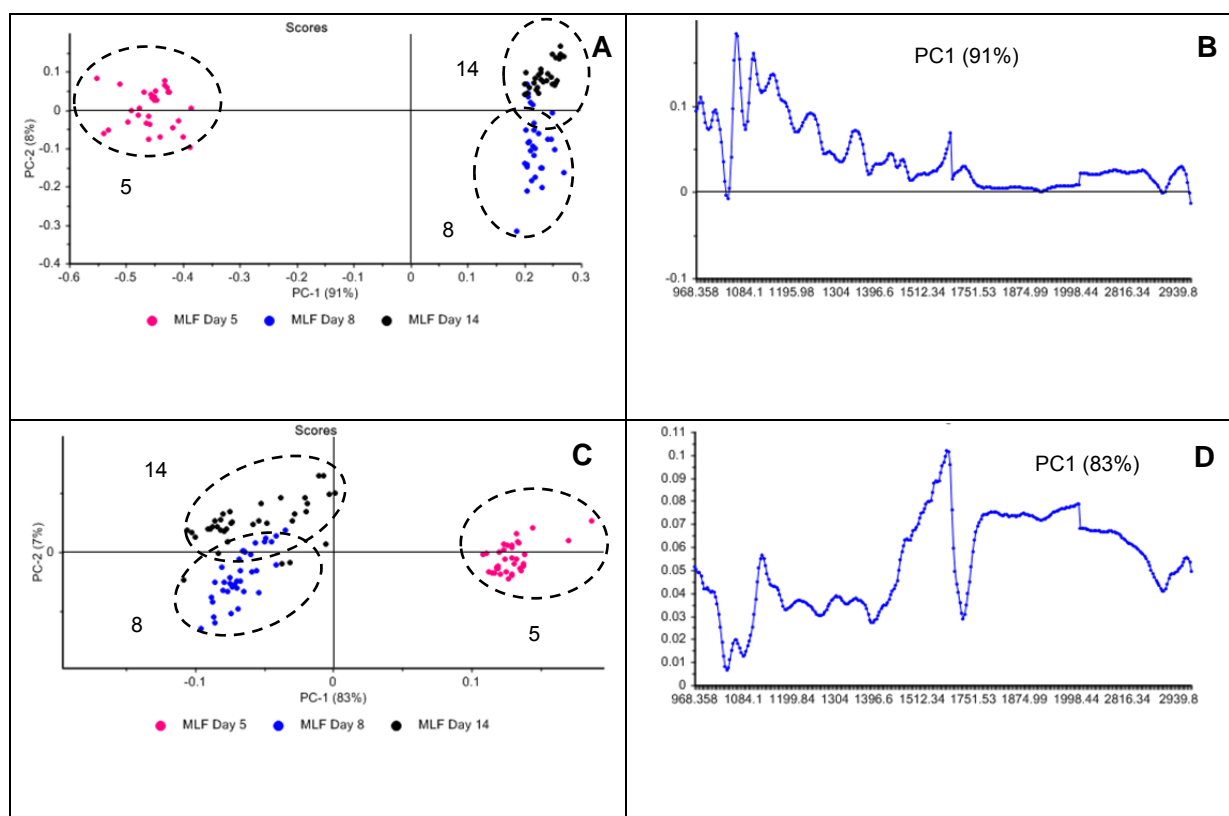 Scores
A
14
0.1
0
-0.1
-0.2
-0.3
-0.4
PC-2 (8%)
5
8
-0.6 -0.5 -0.4 -0.3 -0.2 -0.1 0 0.1 0.2 0.3
PC-1 (91%)
MLF Day 5 MLF Day 8 MLF Day 14
B
PC1 (91%)
0.1
0
-0.1
968.358 1084.1 1195.98 1304 1396.6 1512.34 1751.53 1874.99 1998.44 2816.34 2939.8
Scores
C
14
0
PC-2 (7%)
8
5
-0.1 0 0.1
PC-1 (83%)
MLF Day 5 MLF Day 8 MLF Day 14
D
PC1 (83%)
0.11
0.1
0.09
0.08
0.07
0.06
0.05
0.04
0.03
0.02
0.01
0
968.358 1084.1 1199.84 1304 1396.6 1512.34 1751.53 1874.99 1998.44 2816.34 2939.8